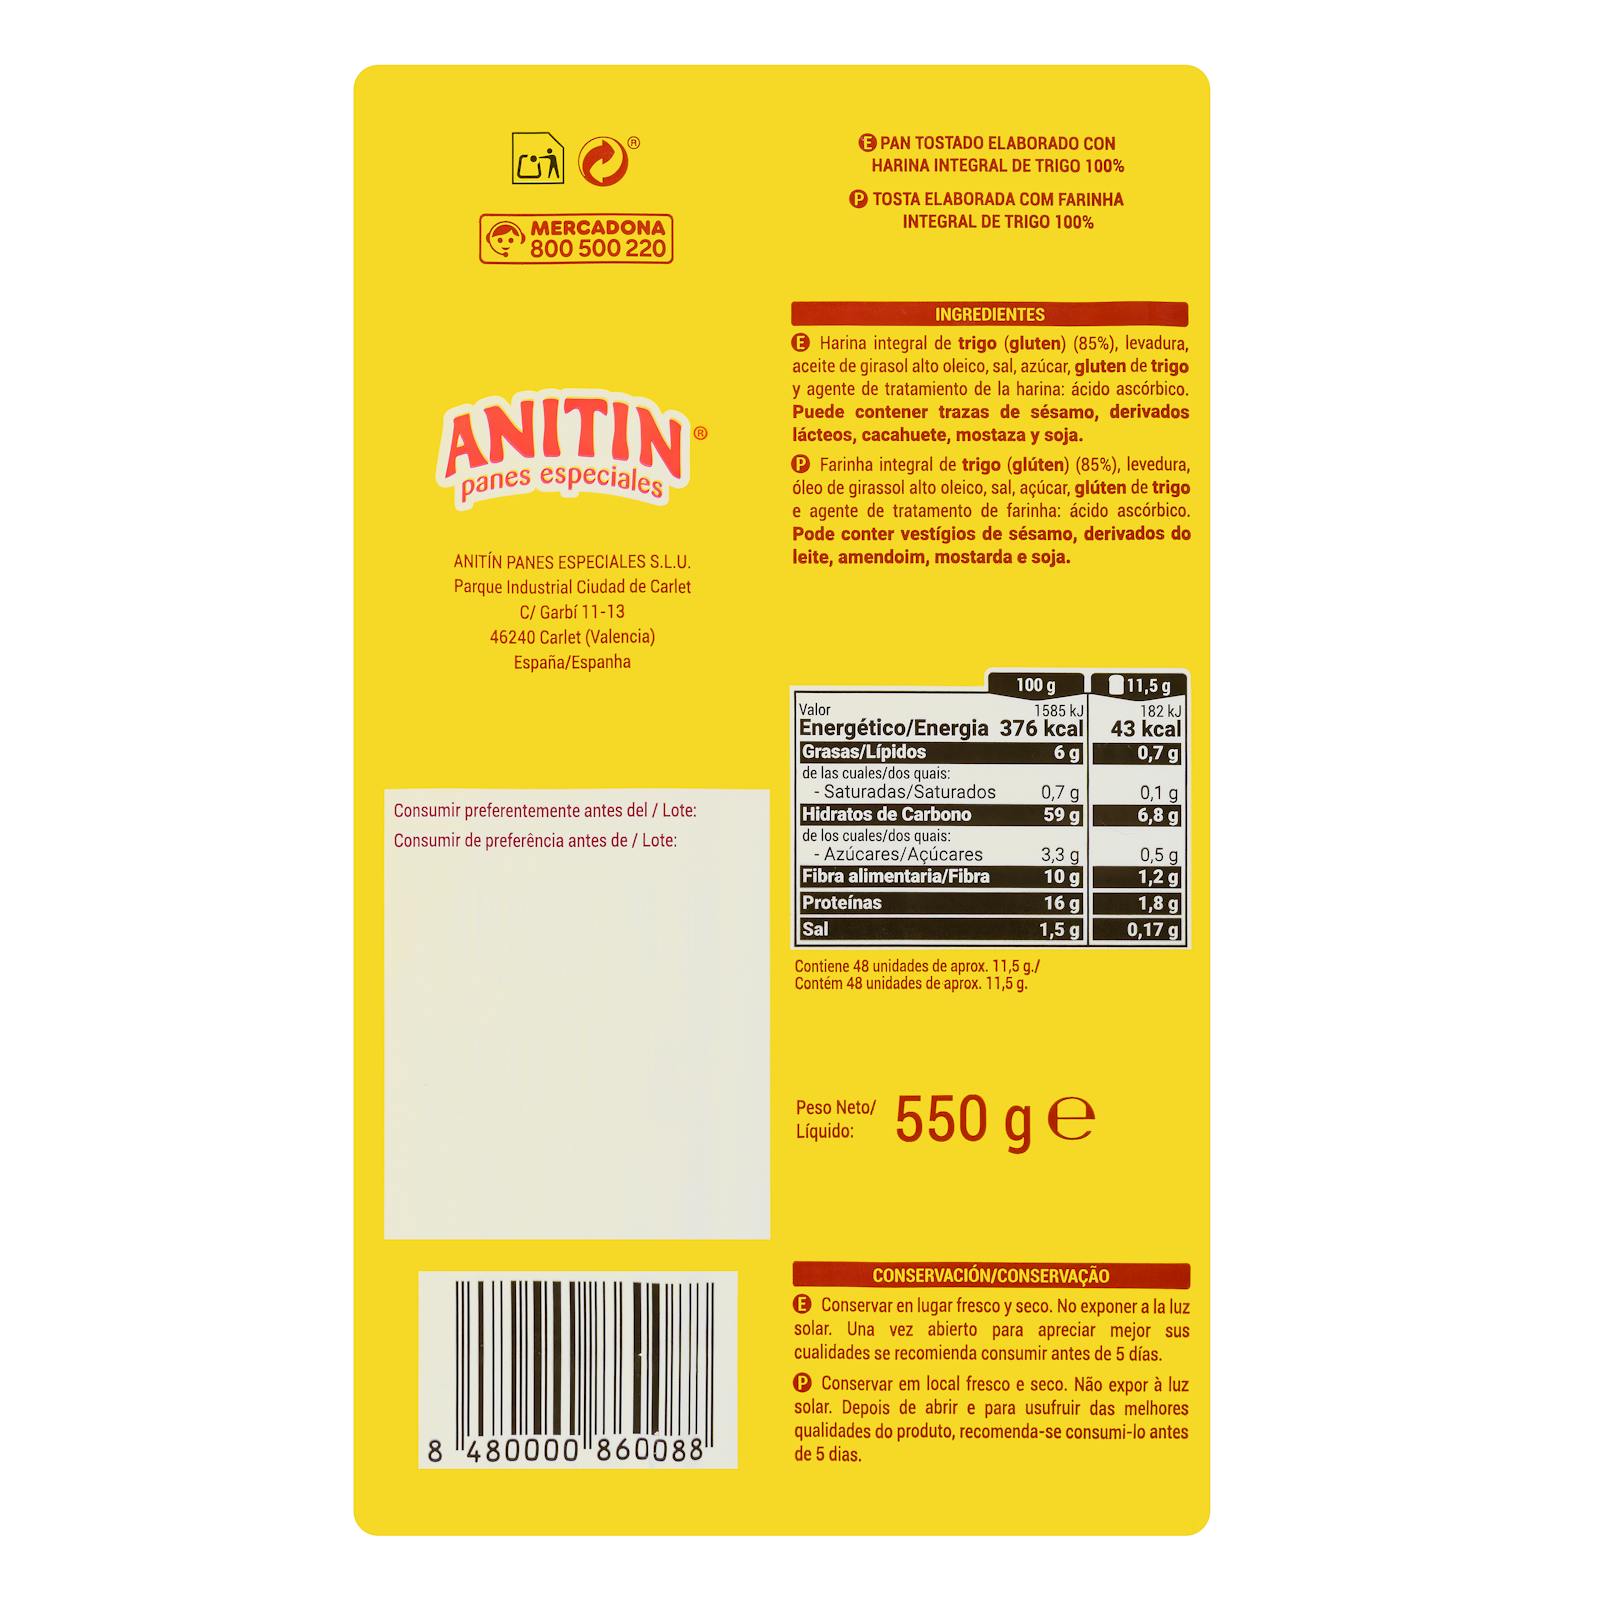 MERCADONA
800 500 220
ANITIN®
panes especiales
ANITÍN PANES ESPECIALES S.L.U.
Parque Industrial Ciudad de Carlet
C/ Garbí 11-13
46240 Carlet (Valencia)
España/Espanha
Consumir preferentemente antes del / Lote:
Consumir de preferência antes de / Lote:
8 480000 860088
E PAN TOSTADO ELABORADO CON
HARINA INTEGRAL DE TRIGO 100%
P TOSTA ELABORADA COM FARINHA
INTEGRAL DE TRIGO 100%
INGREDIENTES
E Harina integral de trigo (gluten) (85%), levadura,
aceite de girasol alto oleico, sal, azúcar, gluten de trigo
y agente de tratamiento de la harina: ácido ascórbico.
Puede contener trazas de sésamo, derivados
lácteos, cacahuete, mostaza y soja.
P Farinha integral de trigo (glúten) (85%), levedura,
óleo de girassol alto oleico, sal, açúcar, glúten de trigo
e agente de tratamento de farinha: ácido ascórbico.
Pode conter vestígios de sésamo, derivados do
leite, amendoim, mostarda e soja.
100 g 11,5 g
Valor 1585 kJ 182 kJ
Energético/Energia 376 kcal 43 kcal
Grasas/Lípidos 6 g 0,7 g
de las cuales/dos quais:
- Saturadas/Saturados 0,7 g 0,1 g
Hidratos de Carbono 59 g 6,8 g
de los cuales/dos quais:
- Azúcares/Açúcares 3,3 g 0,5 g
Fibra alimentaria/Fibra 10 g 1,2 g
Proteínas 16 g 1,8 g
Sal 1,5 g 0,17 g
Contiene 48 unidades de aprox. 11,5 g./
Contém 48 unidades de aprox. 11,5 g.
Peso Neto/
Líquido: 550 g ℮
CONSERVACIÓN/CONSERVAÇÃO
E Conservar en lugar fresco y seco. No exponer a la luz
solar. Una vez abierto para apreciar mejor sus
cualidades se recomienda consumir antes de 5 días.
P Conservar em local fresco e seco. Não expor à luz
solar. Depois de abrir e para usufruir das melhores
qualidades do produto, recomenda-se consumi-lo antes
de 5 dias.